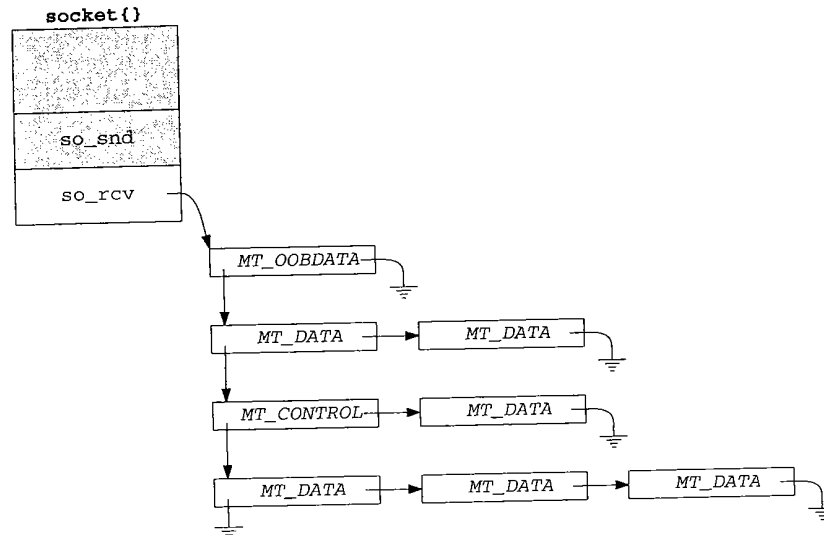 socket{}
so_snd
so_rcv
MT_OOBDATA
MT_DATA MT_DATA
MT_CONTROL MT_DATA
MT_DATA MT_DATA MT_DATA